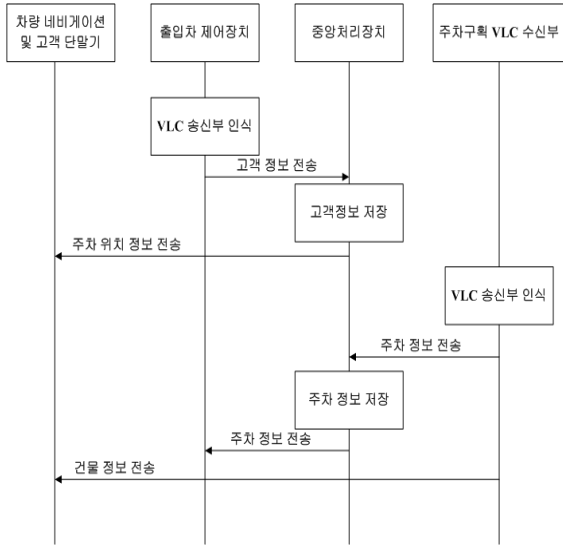 차량 네비게이션
및 고객 단말기
출입차 제어장치
중앙처리장치
주차구획 VLC 수신부
VLC 송신부 인식
고객 정보 전송
고객정보 저장
주차 위치 정보 전송
VLC 송신부 인식
주차 정보 전송
주차 정보 저장
주차 정보 전송
건물 정보 전송